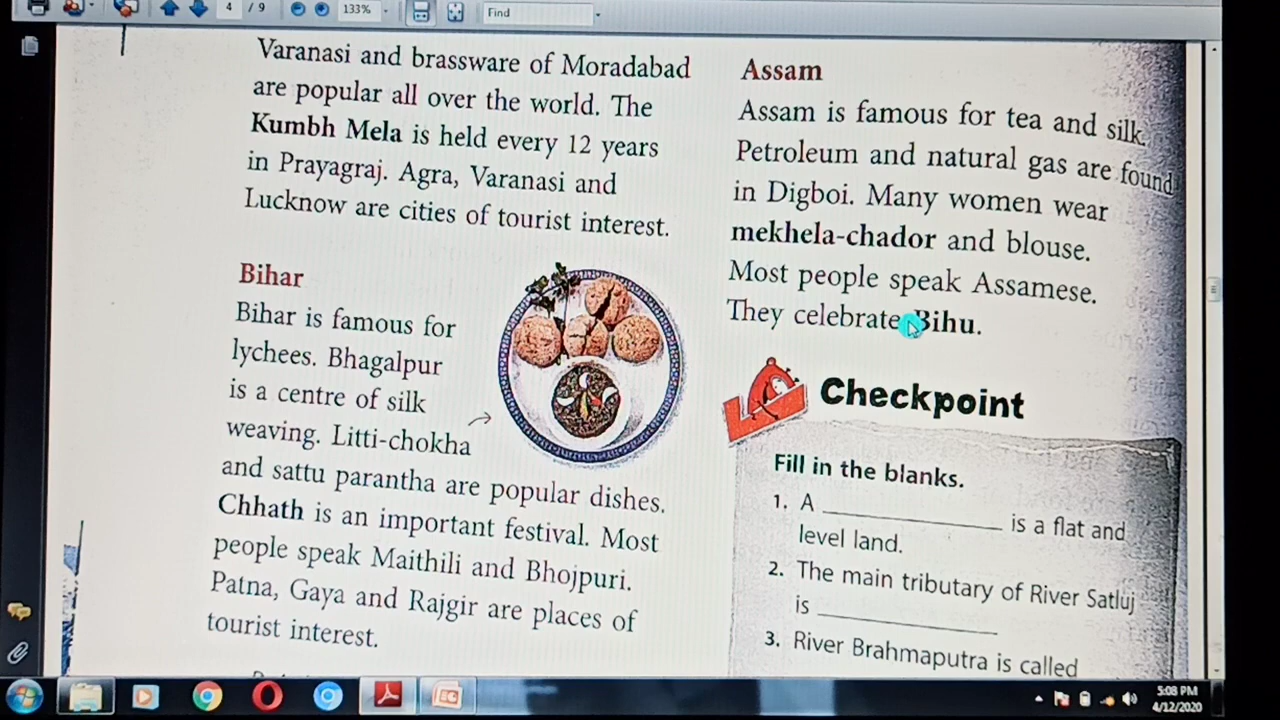 4 / 9
133%
Find
Varanasi and brassware of Moradabad
are popular all over the world. The
Kumbh Mela is held every 12 years
in Prayagraj. Agra, Varanasi and
Lucknow are cities of tourist interest.
Bihar
Bihar is famous for
lychees. Bhagalpur
is a centre of silk
weaving. Litti-chokha
and sattu parantha are popular dishes.
Chhath is an important festival. Most
people speak Maithili and Bhojpuri.
Patna, Gaya and Rajgir are places of
tourist interest.
Assam
Assam is famous for tea and silk.
Petroleum and natural gas are found
in Digboi. Many women wear
mekhela-chador and blouse.
Most people speak Assamese.
They celebrate Bihu.
Checkpoint
Fill in the blanks.
1. A ______ is a flat and
level land.
2. The main tributary of River Satluj
is ______
3. River Brahmaputra is called
5:08 PM
4/12/2020